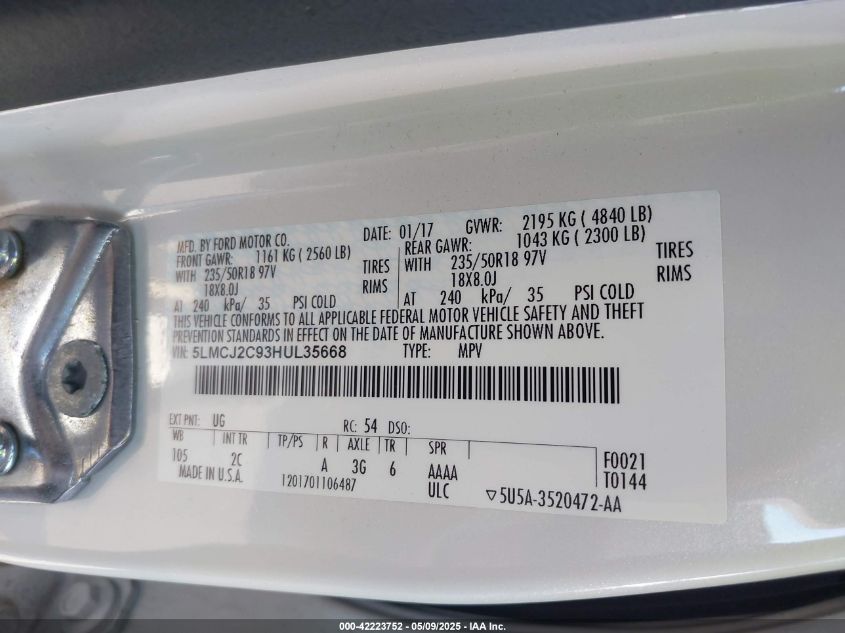 MFD. BY FORD MOTOR CO.
DATE: 01/17 GVWR: 2195 KG ( 4840 LB)
FRONT GAWR: 1161 KG ( 2560 LB) REAR GAWR: 1043 KG ( 2300 LB)
WITH 235/50R18 97V TIRES WITH 235/50R18 97V TIRES
18X8.0J RIMS 18X8.0J RIMS
AT 240 kPa/ 35 PSI COLD AT 240 kPa/ 35 PSI COLD
THIS VEHICLE CONFORMS TO ALL APPLICABLE FEDERAL MOTOR VEHICLE SAFETY AND THEFT
PREVENTION STANDARDS IN EFFECT ON THE DATE OF MANUFACTURE SHOWN ABOVE.
VIN: 5LMCJ2C93HUL35668 TYPE: MPV
EXT PNT: UG RC: 54 DSO:
WB INT TR TP/PS R AXLE TR SPR
105 2C A 3G 6 AAAA F0021
MADE IN U.S.A. 1201701106487 ULC T0144
▽5U5A-3520472-AA
000-42223752 - 05/09/2025 - IAA Inc.